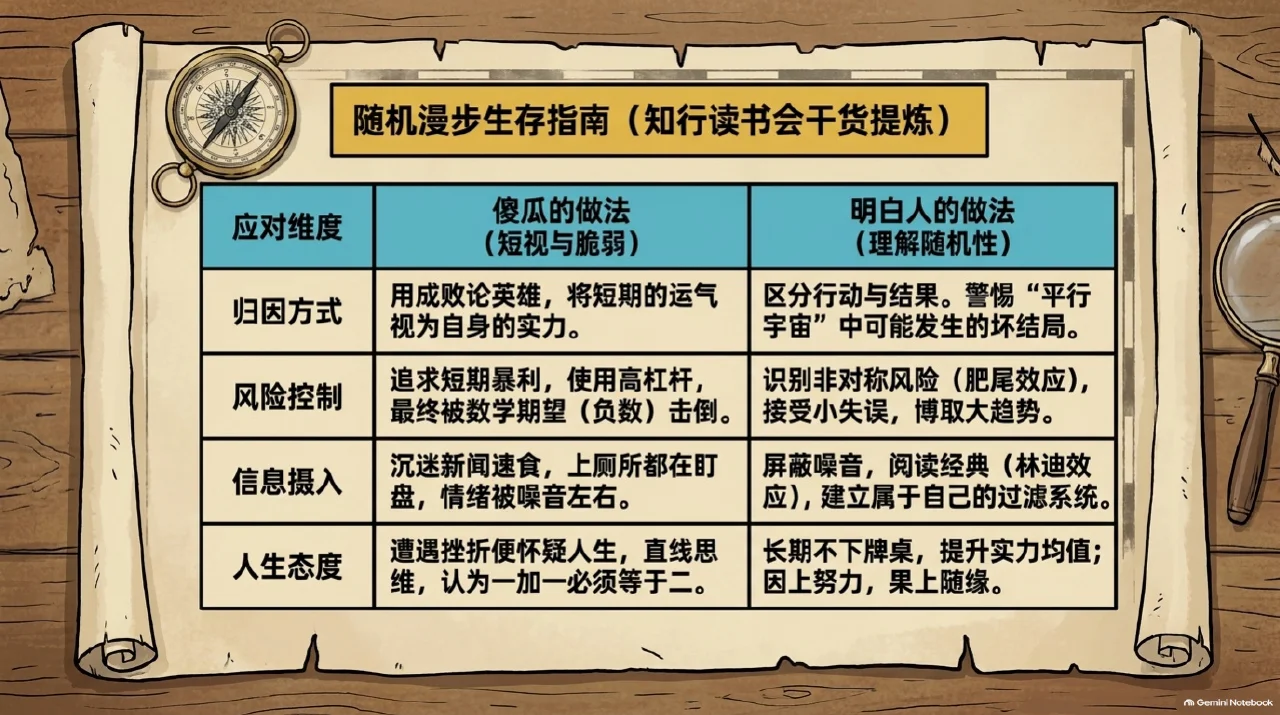 随机漫步生存指南（知行读书会干货提炼）
应对维度
傻瓜的做法
（短视与脆弱）
明白人的做法
（理解随机性）
归因方式
用成败论英雄，将短期的运气
视为自身的实力。
区分行动与结果。警惕“平行
宇宙”中可能发生的坏结局。
风险控制
追求短期暴利，使用高杠杆，
最终被数学期望（负数）击倒。
识别非对称风险（肥尾效应），
接受小失误，博取大趋势。
信息摄入
沉迷新闻速食，上厕所都在盯
盘，情绪被噪音左右。
屏蔽噪音，阅读经典（林迪效
应），建立属于自己的过滤系统。
人生态度
遭遇挫折便怀疑人生，直线思
维，认为一加一必须等于二。
长期不下牌桌，提升实力均值；
因上努力，果上随缘。
Gemini Notebook